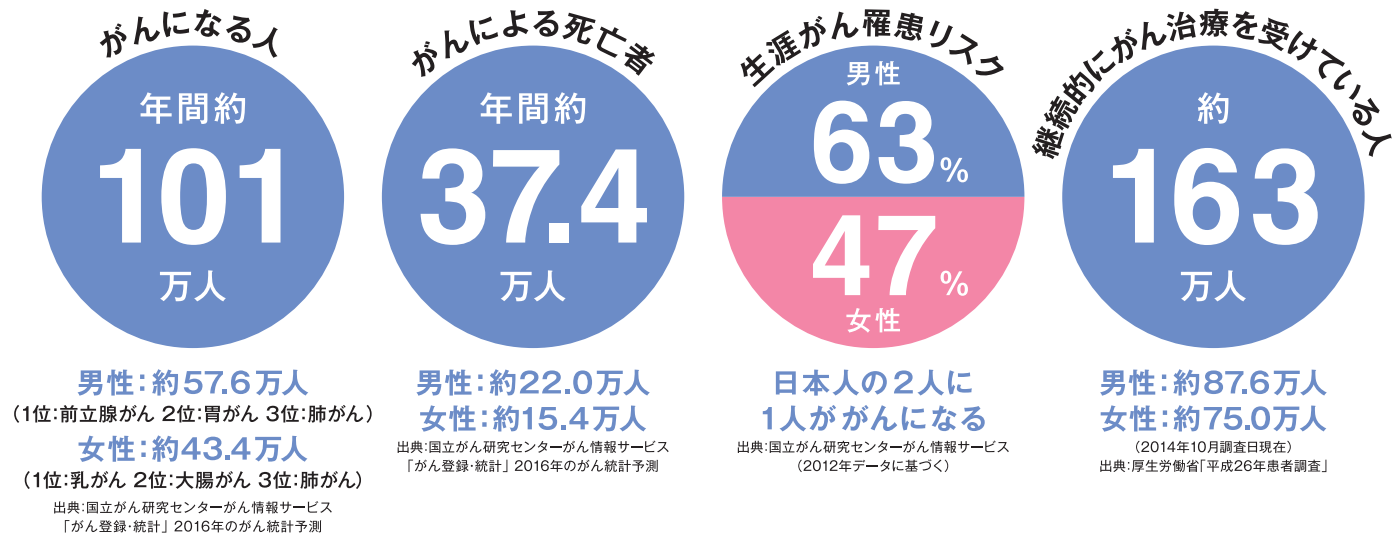 がんになる人
年間約
101
万人
男性：約57.6万人
（1位：前立腺がん 2位：胃がん 3位：肺がん）
女性：約43.4万人
（1位：乳がん 2位：大腸がん 3位：肺がん）
出典：国立がん研究センターがん情報サービス
「がん登録・統計」2016年のがん統計予測
がんによる死亡者
年間約
37.4
万人
男性：約22.0万人
女性：約15.4万人
出典：国立がん研究センターがん情報サービス
「がん登録・統計」2016年のがん統計予測
生涯がん罹患リスク
男性
63%
47%
女性
日本人の2人に
1人ががんになる
出典：国立がん研究センターがん情報サービス
（2012年データに基づく）
継続的にがん治療を受けている人
約
163
万人
男性：約87.6万人
女性：約75.0万人
（2014年10月調査日現在）
出典：厚生労働省「平成26年患者調査」